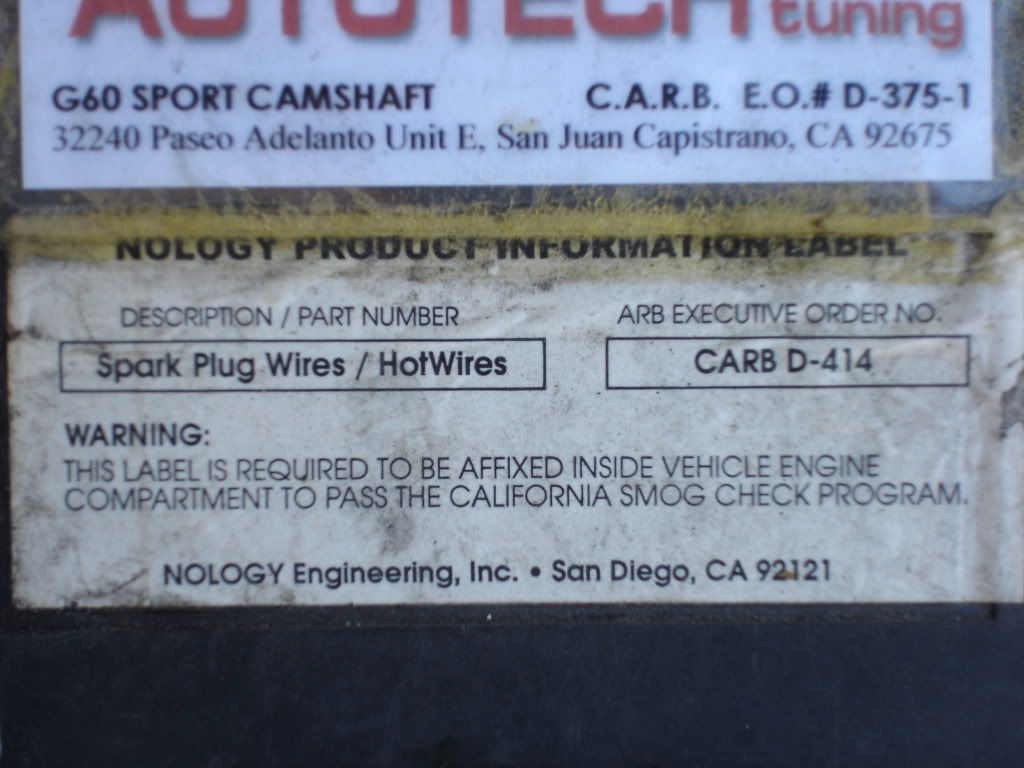 AUTOTECH tuning
G60 SPORT CAMSHAFT C.A.R.B. E.O.# D-375-1
32240 Paseo Adelanto Unit E, San Juan Capistrano, CA 92675
NOLOGY PRODUCT INFORMATION LABEL
DESCRIPTION / PART NUMBER ARB EXECUTIVE ORDER NO.
Spark Plug Wires / HotWires CARB D-414
WARNING:
THIS LABEL IS REQUIRED TO BE AFFIXED INSIDE VEHICLE ENGINE
COMPARTMENT TO PASS THE CALIFORNIA SMOG CHECK PROGRAM.
NOLOGY Engineering, Inc. • San Diego, CA 92121